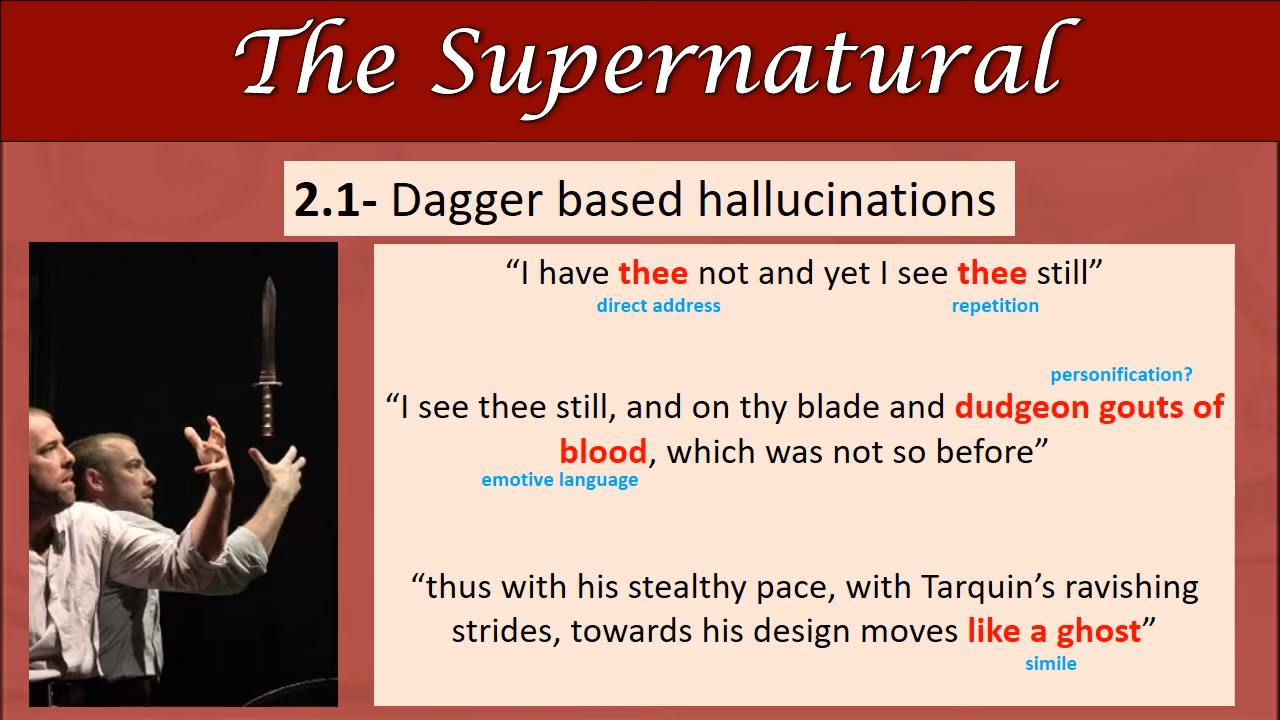 The Supernatural
2.1- Dagger based hallucinations
“I have thee not and yet I see thee still”
direct address repetition
personification?
“I see thee still, and on thy blade and dudgeon gouts of
blood, which was not so before”
emotive language
“thus with his stealthy pace, with Tarquin’s ravishing
strides, towards his design moves like a ghost”
simile